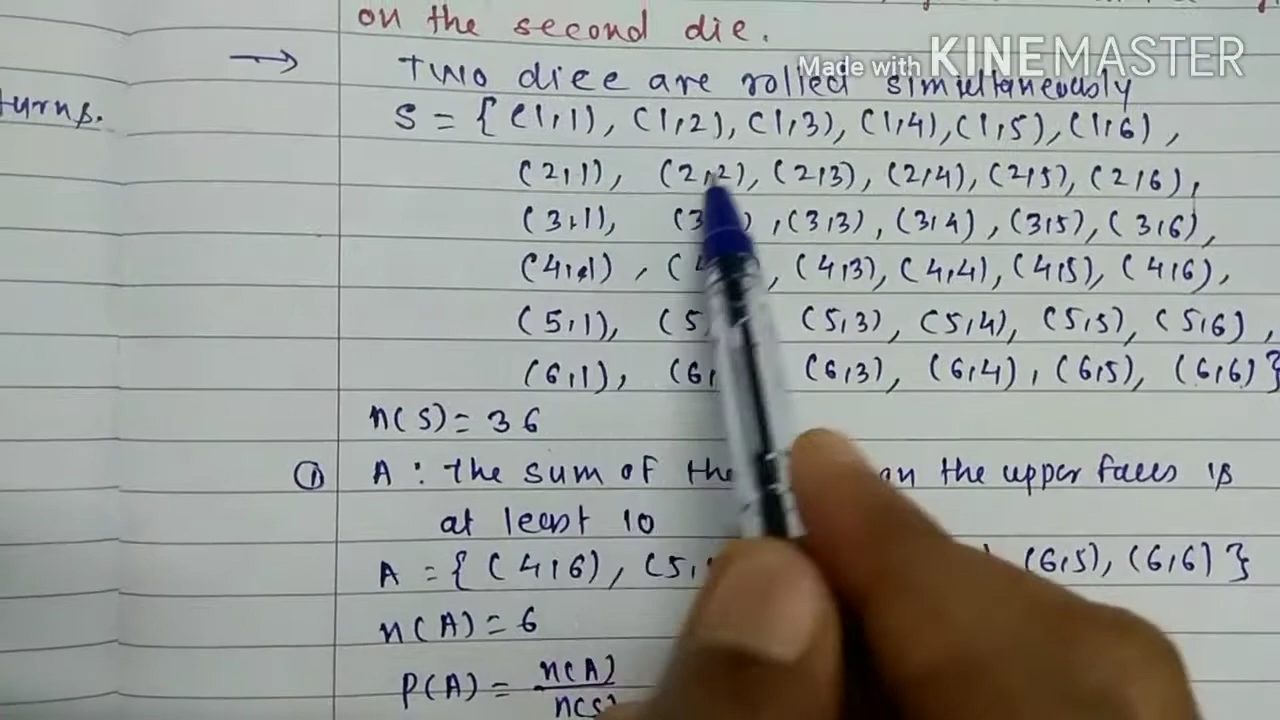 on the second die.
Made with KINEMASTER
→ Two dice are rolled simultaneously
turns.
S = { (1,1), (1,2), (1,3), (1,4), (1,5), (1,6),
(2,1), (2,2), (2,3), (2,4), (2,5), (2,6),
(3,1), (3 ), (3,3), (3,4), (3,5), (3,6),
(4,1), (4 , (4,3), (4,4), (4,5), (4,6),
(5,1), (5 (5,3), (5,4), (5,5), (5,6),
(6,1), (6, (6,3), (6,4), (6,5), (6,6) }
n(S) = 36
① A : the sum of the on the upper faces is
at least 10
A = { (4,6), (5, (6,5), (6,6) }
n(A) = 6
P(A) = n(A)
n(S)